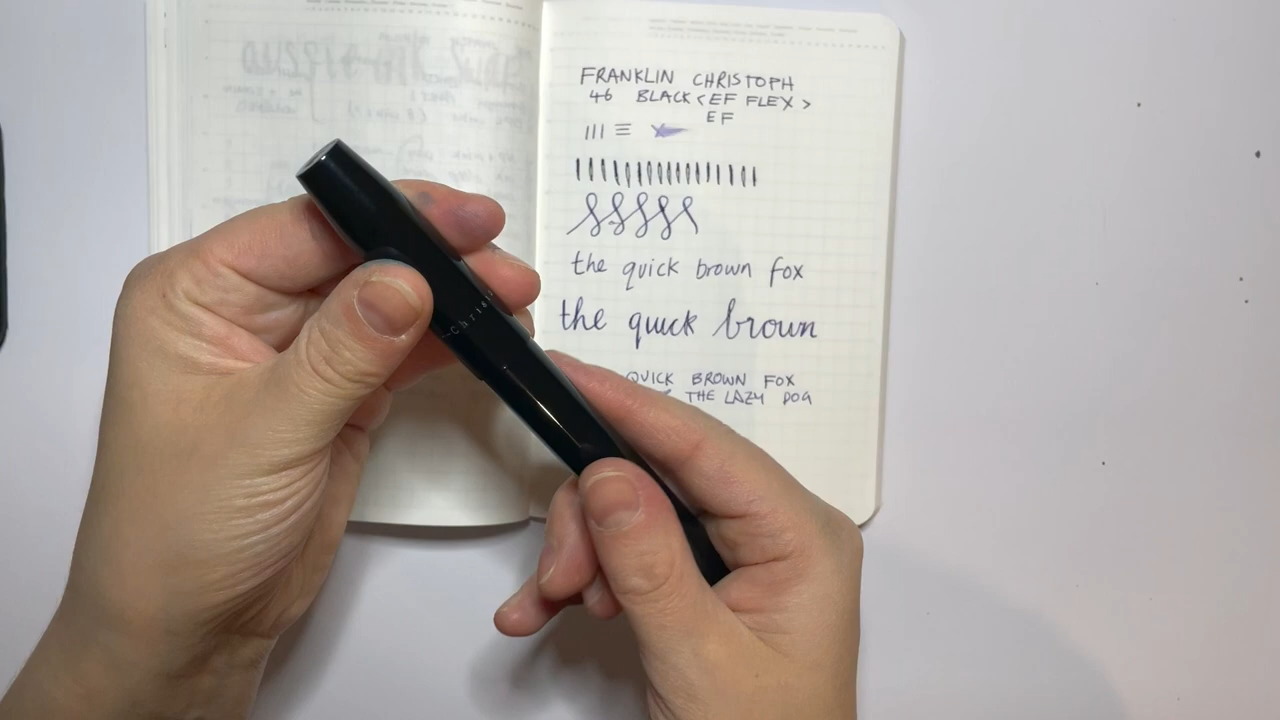 FRANKLIN CHRISTOPH
46 BLACK <EF FLEX>
EF
the quick brown fox
the quick brown
QUICK BROWN FOX
THE LAZY DOG
Chris